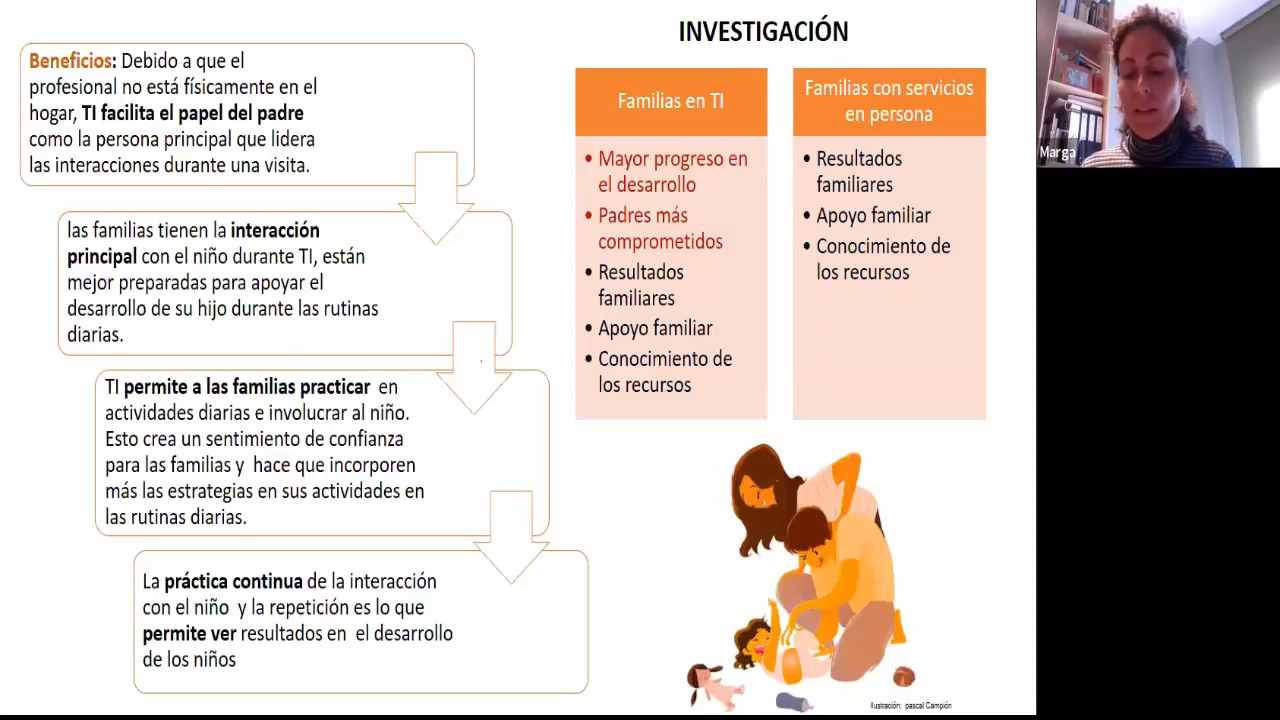 INVESTIGACIÓN
Beneficios: Debido a que el
profesional no está físicamente en el
hogar, TI facilita el papel del padre
como la persona principal que lidera
las interacciones durante una visita.
las familias tienen la interacción
principal con el niño durante TI, están
mejor preparadas para apoyar el
desarrollo de su hijo durante las rutinas
diarias.
TI permite a las familias practicar en
actividades diarias e involucrar al niño.
Esto crea un sentimiento de confianza
para las familias y hace que incorporen
más las estrategias en sus actividades en
las rutinas diarias.
La práctica continua de la interacción
con el niño y la repetición es lo que
permite ver resultados en el desarrollo
de los niños
Familias en TI
• Mayor progreso en
el desarrollo
• Padres más
comprometidos
• Resultados
familiares
• Apoyo familiar
• Conocimiento de
los recursos
Familias con servicios
en persona
• Resultados
familiares
• Apoyo familiar
• Conocimiento de
los recursos
Ilustración: pascal Campión
Marga